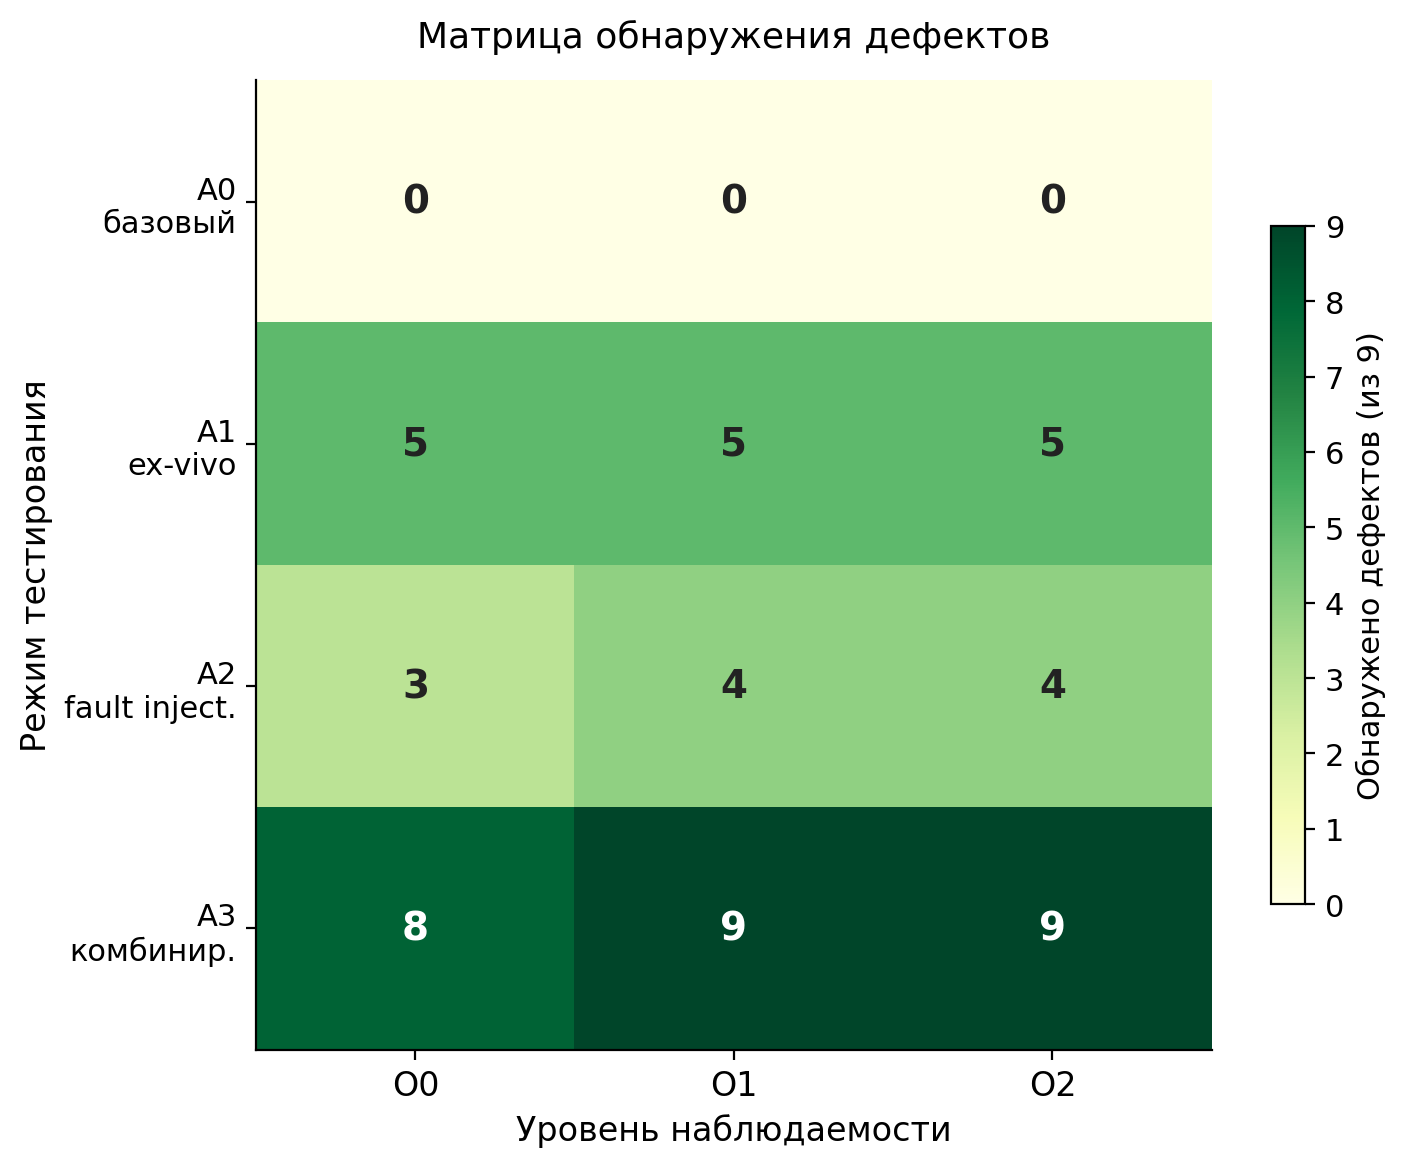 Матрица обнаружения дефектов
Режим тестирования
A0
базовый
0 0 0
A1
ex-vivo
5 5 5
A2
fault inject.
3 4 4
A3
комбинир.
8 9 9
O0 O1 O2
Уровень наблюдаемости
9
8
7
6
5
4
3
2
1
0
Обнаружено дефектов (из 9)